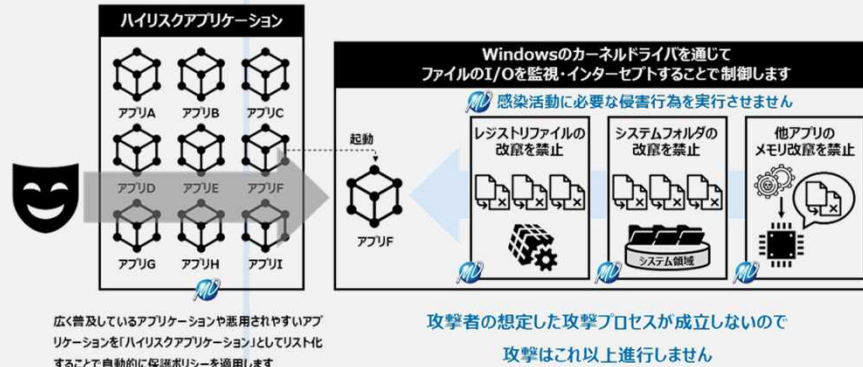 ハイリスクアプリケーション
アプリA
アプリB
アプリC
アプリD
アプリE
アプリF
アプリG
アプリH
アプリI
広く普及しているアプリケーションや悪用されやすいアプ
リケーションを「ハイリスクアプリケーション」としてリスト化
することで自動的に保護ポリシーを適用します
起動
アプリF
Windowsのカーネルドライバを通じて
ファイルのI/Oを監視・インターセプトすることで制御します
感染活動に必要な侵害行為を実行させません
レジストリファイルの
改竄を禁止
システムフォルダの
改竄を禁止
システム領域
他アプリの
メモリ改竄を禁止
攻撃者の想定した攻撃プロセスが成立しないので
攻撃はこれ以上進行しません